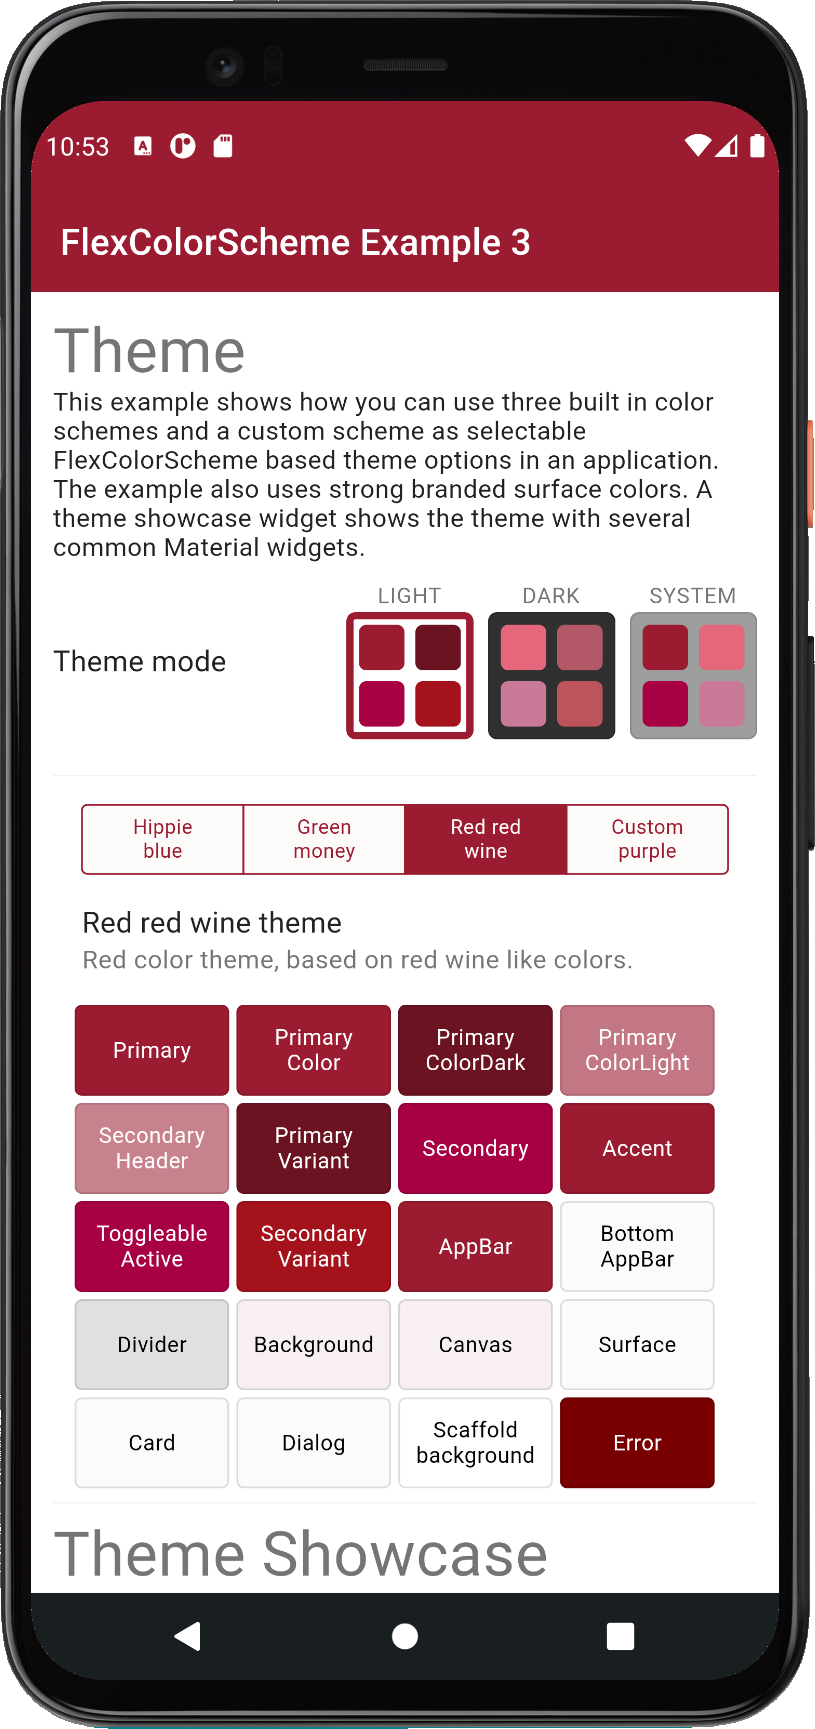 10:53
FlexColorScheme Example 3
Theme
This example shows how you can use three built in color
schemes and a custom scheme as selectable
FlexColorScheme based theme options in an application.
The example also uses strong branded surface colors. A
theme showcase widget shows the theme with several
common Material widgets.
LIGHT DARK SYSTEM
Theme mode
Hippie
blue
Green
money
Red red
wine
Custom
purple
Red red wine theme
Red color theme, based on red wine like colors.
Primary
Primary
Color
Primary
ColorDark
Primary
ColorLight
Secondary
Header
Primary
Variant
Secondary
Accent
Toggleable
Active
Secondary
Variant
AppBar
Bottom
AppBar
Divider
Background
Canvas
Surface
Card
Dialog
Scaffold
background
Error
Theme Showcase